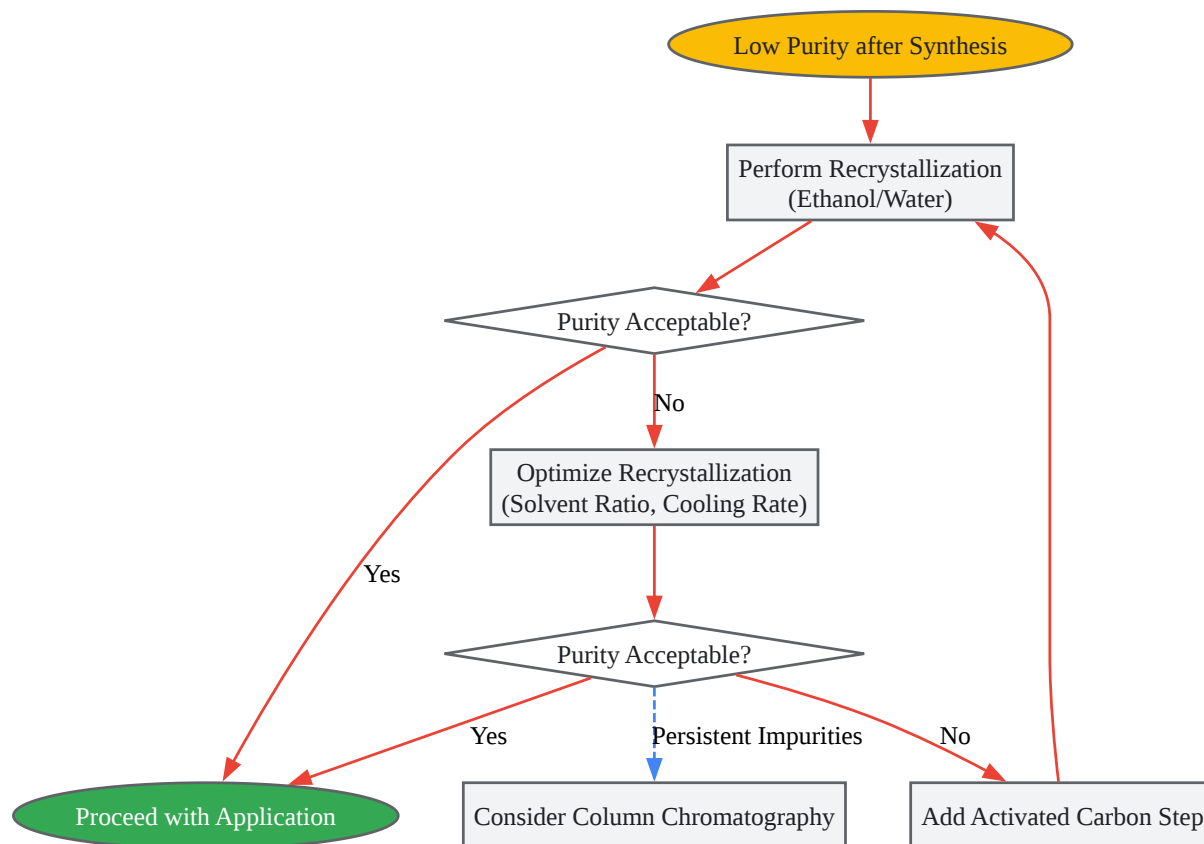 Low Purity after Synthesis
Perform Recrystallization
(Ethanol/Water)
Purity Acceptable?
No
Optimize Recrystallization
(Solvent Ratio, Cooling Rate)
Yes
Purity Acceptable?
Yes
Persistent Impurities
No
Proceed with Application
Consider Column Chromatography
Add Activated Carbon Step